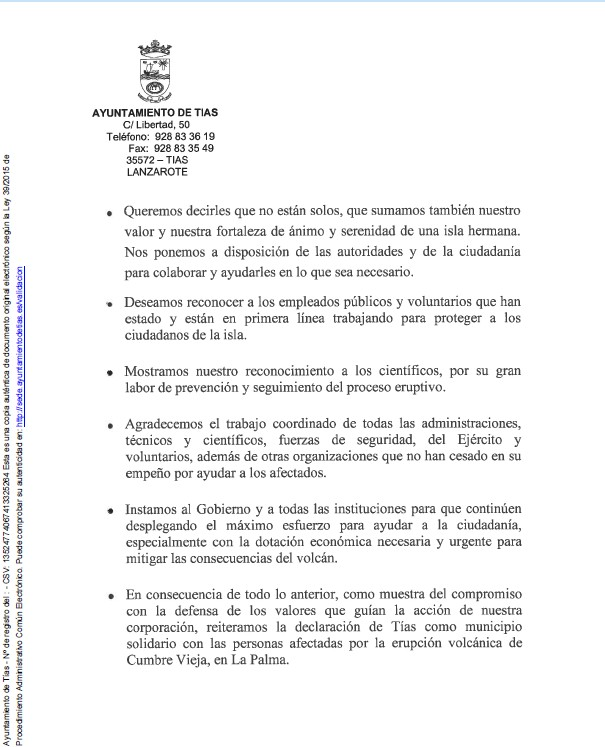 AYUNTAMIENTO DE TIAS
C/ Libertad, 50
Teléfono: 928 83 36 19
Fax: 928 83 35 49
35572 – TIAS
LANZAROTE
• Queremos decirles que no están solos, que sumamos también nuestro
valor y nuestra fortaleza de ánimo y serenidad de una isla hermana.
Nos ponemos a disposición de las autoridades y de la ciudadanía
para colaborar y ayudarles en lo que sea necesario.
• Deseamos reconocer a los empleados públicos y voluntarios que han
estado y están en primera línea trabajando para proteger a los
ciudadanos de la isla.
• Mostramos nuestro reconocimiento a los científicos, por su gran
labor de prevención y seguimiento del proceso eruptivo.
• Agradecemos el trabajo coordinado de todas las administraciones,
técnicos y científicos, fuerzas de seguridad, del Ejército y
voluntarios, además de otras organizaciones que no han cesado en su
empeño por ayudar a los afectados.
• Instamos al Gobierno y a todas las instituciones para que continúen
desplegando el máximo esfuerzo para ayudar a la ciudadanía,
especialmente con la dotación económica necesaria y urgente para
mitigar las consecuencias del volcán.
• En consecuencia de todo lo anterior, como muestra del compromiso
con la defensa de los valores que guían la acción de nuestra
corporación, reiteramos la declaración de Tías como municipio
solidario con las personas afectadas por la erupción volcánica de
Cumbre Vieja, en La Palma.
Ayuntamiento de Tías - Nº de registro del : - CSV: 13524774067413325264 Esta es una copia auténtica de documento original electrónico según la Ley 39/2015 de
Procedimiento Administrativo Común Electrónico. Puede comprobar su autenticidad en: http://sede.ayuntamientodetias.es/validacion